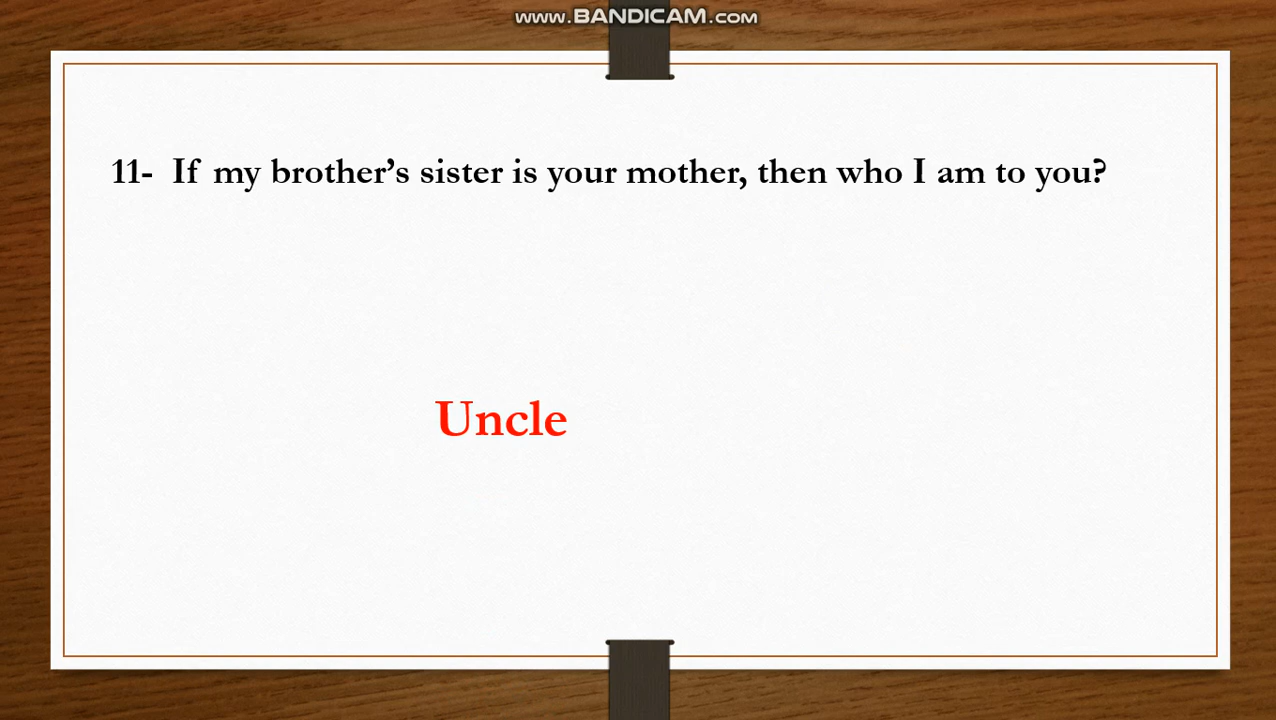 www.BANDICAM.com
11- If my brother’s sister is your mother, then who I am to you?
Uncle